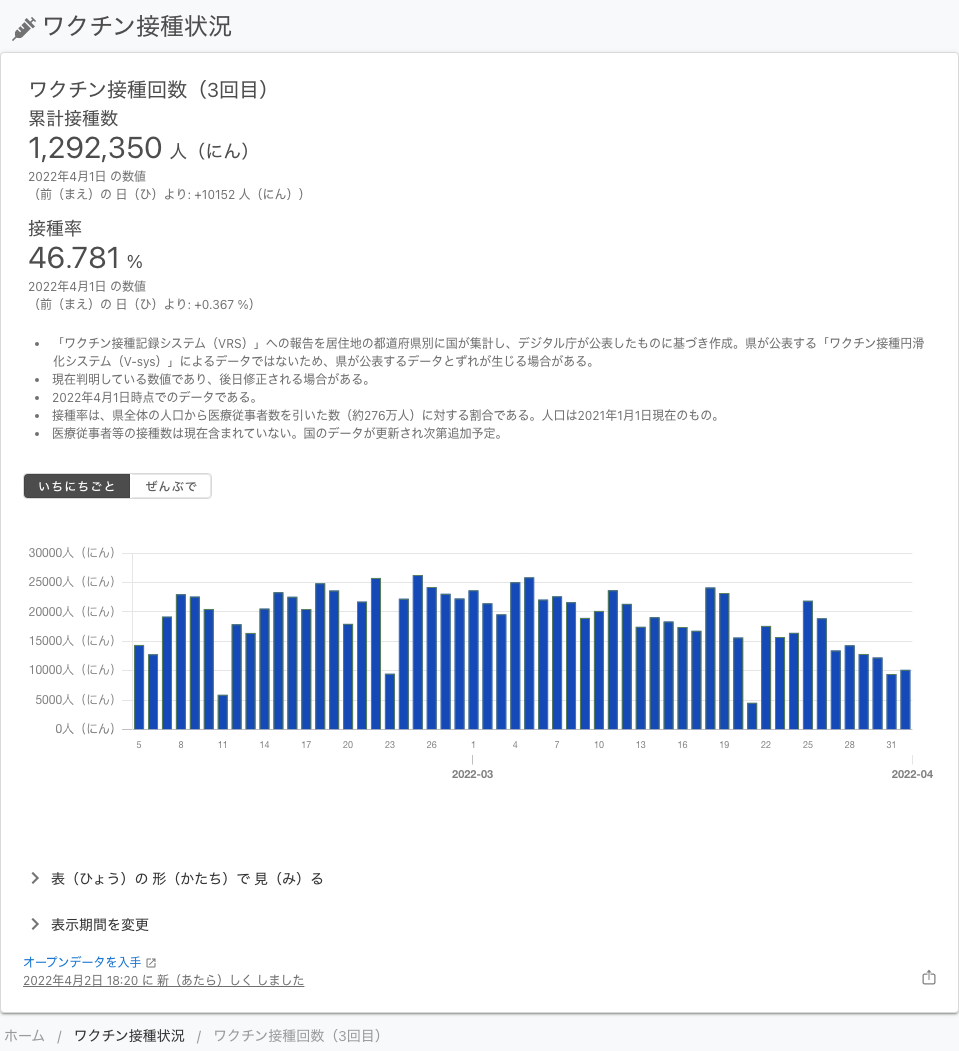 ワクチン接種状況
ワクチン接種回数（3回目）
累計接種数
1,292,350 人（にん）
2022年4月1日 の数値
（前（まえ）の 日（ひ）より: +10152 人（にん））
接種率
46.781 %
2022年4月1日 の数値
（前（まえ）の 日（ひ）より: +0.367 %）
• 「ワクチン接種記録システム（VRS）」への報告を居住地の都道府県別に国が集計し、デジタル庁が公表したものに基づき作成。県が公表する「ワクチン接種円滑
化システム（V-sys）」によるデータではないため、県が公表するデータとずれが生じる場合がある。
• 現在判明している数値であり、後日修正される場合がある。
• 2022年4月1日時点でのデータである。
• 接種率は、県全体の人口から医療従事者数を引いた数（約276万人）に対する割合である。人口は2021年1月1日現在のもの。
• 医療従事者等の接種数は現在含まれていない。国のデータが更新され次第追加予定。
いちにちごと ぜんぶで
30000人（にん）
25000人（にん）
20000人（にん）
15000人（にん）
10000人（にん）
5000人（にん）
0人（にん）
5 8 11 14 17 20 23 26 1 4 7 10 13 16 19 22 25 28 31
2022-03 2022-04
表（ひょう）の 形（かたち）で 見（み）る
表示期間を変更
オープンデータを入手
2022年4月2日 18:20 に 新（あたら）しく しました
ホーム / ワクチン接種状況 / ワクチン接種回数（3回目）